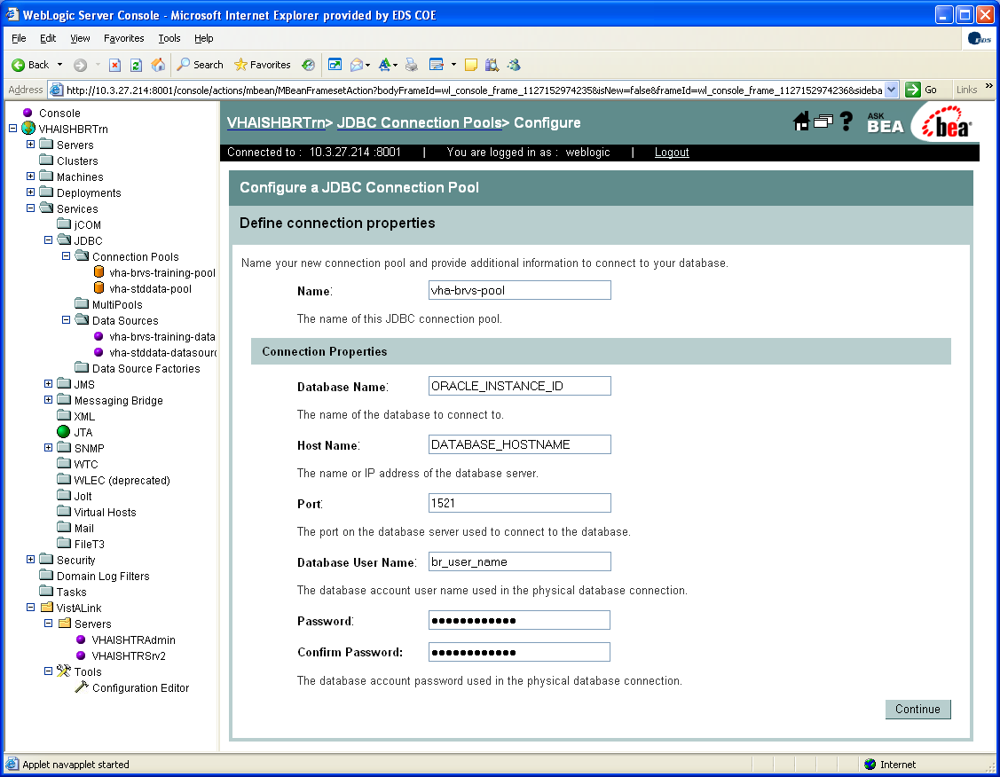 WebLogic Server Console - Microsoft Internet Explorer provided by EDS COE
File Edit View Favorites Tools Help
EDS
Back Search Favorites
Address http://10.3.27.214:8001/console/actions/mbean/MBeanFramesetAction?bodyFrameId=wl_console_frame_1127152974235&isNew=false&frameId=wl_console_frame_1127152974236&sideba Go Links »
Console
VHAISHBRTrn
Servers
Clusters
Machines
Deployments
Services
jCOM
JDBC
Connection Pools
vha-brvs-training-pool
vha-stddata-pool
MultiPools
Data Sources
vha-brvs-training-data
vha-stddata-datasourc
Data Source Factories
JMS
Messaging Bridge
XML
JTA
SNMP
WTC
WLEC (deprecated)
Jolt
Virtual Hosts
Mail
FileT3
Security
Domain Log Filters
Tasks
VistALink
Servers
VHAISHTRAdmin
VHAISHTRSrv2
Tools
Configuration Editor
VHAISHBRTrn> JDBC Connection Pools> Configure
? ASK BEA bea
Connected to : 10.3.27.214 :8001 | You are logged in as : weblogic | Logout
Configure a JDBC Connection Pool
Define connection properties
Name your new connection pool and provide additional information to connect to your database.
Name: vha-brvs-pool
The name of this JDBC connection pool.
Connection Properties
Database Name: ORACLE_INSTANCE_ID
The name of the database to connect to.
Host Name: DATABASE_HOSTNAME
The name or IP address of the database server.
Port: 1521
The port on the database server used to connect to the database.
Database User Name: br_user_name
The database account user name used in the physical database connection.
Password: ●●●●●●●●●●●●
Confirm Password: ●●●●●●●●●●●●
The database account password used in the physical database connection.
Continue
Applet navapplet started Internet